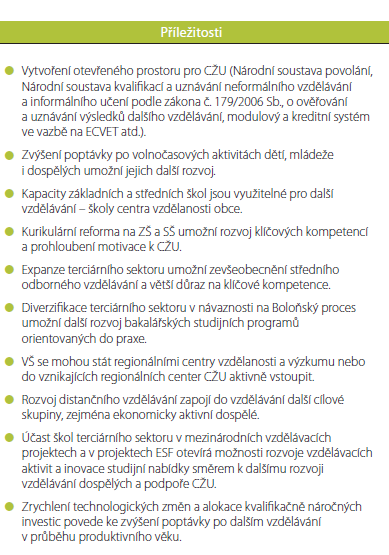 Příležitosti
● Vytvoření otevřeného prostoru pro CŽU (Národní soustava povolání,
Národní soustava kvalifikací a uznávání neformálního vzdělávání
a informálního učení podle zákona č. 179/2006 Sb., o ověřování
a uznávání výsledků dalšího vzdělávání, modulový a kreditní systém
ve vazbě na ECVET atd.).
● Zvýšení poptávky po volnočasových aktivitách dětí, mládeže
i dospělých umožní jejich další rozvoj.
● Kapacity základních a středních škol jsou využitelné pro další
vzdělávání – školy centra vzdělanosti obce.
● Kurikulární reforma na ZŠ a SŠ umožní rozvoj klíčových kompetencí
a prohloubení motivace k CŽU.
● Expanze terciárního sektoru umožní zevšeobecnění středního
odborného vzdělávání a větší důraz na klíčové kompetence.
● Diverzifikace terciárního sektoru v návaznosti na Boloňský proces
umožní další rozvoj bakalářských studijních programů
orientovaných do praxe.
● VŠ se mohou stát regionálními centry vzdělanosti a výzkumu nebo
do vznikajících regionálních center CŽU aktivně vstoupit.
● Rozvoj distančního vzdělávání zapojí do vzdělávání další cílové
skupiny, zejména ekonomicky aktivní dospělé.
● Účast škol terciárního sektoru v mezinárodních vzdělávacích
projektech a v projektech ESF otevírá možnosti rozvoje vzdělávacích
aktivit a inovace studijní nabídky směrem k dalšímu rozvoji
vzdělávání dospělých a podpoře CŽU.
● Zrychlení technologických změn a alokace kvalifikačně náročných
investic povede ke zvýšení poptávky po dalším vzdělávání
v průběhu produktivního věku.